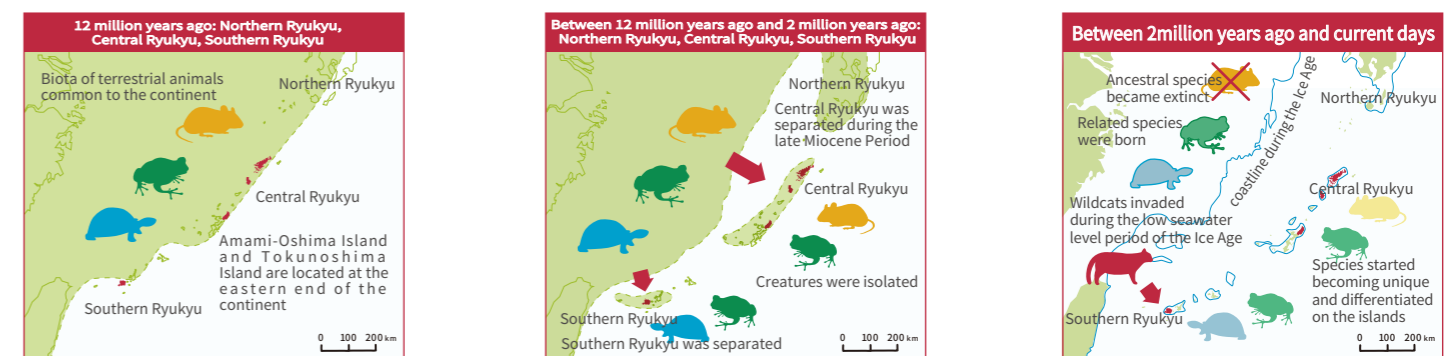 12 million years ago: Northern Ryukyu,
Central Ryukyu, Southern Ryukyu
Biota of terrestrial animals
common to the continent
Northern Ryukyu
Central Ryukyu
Amami-Oshima Island
and Tokunoshima
Island are located at the
eastern end of the
continent
Southern Ryukyu
0 100 200 km
Between 12 million years ago and 2 million years ago:
Northern Ryukyu, Central Ryukyu, Southern Ryukyu
Northern Ryukyu
Central Ryukyu was
separated during the
late Miocene Period
Central Ryukyu
Creatures were isolated
Southern Ryukyu
Southern Ryukyu was separated
0 100 200 km
Between 2million years ago and current days
Ancestral species
became extinct
Northern Ryukyu
Related species
were born
coastline during the Ice Age
Central Ryukyu
Wildcats invaded
during the low seawater
level period of the Ice Age
Species started
becoming unique
and differentiated
on the islands
Southern Ryukyu
0 100 200 km